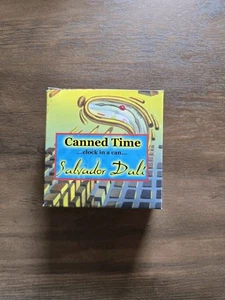 Canned Time
...clock in a can...
Salvador Dali